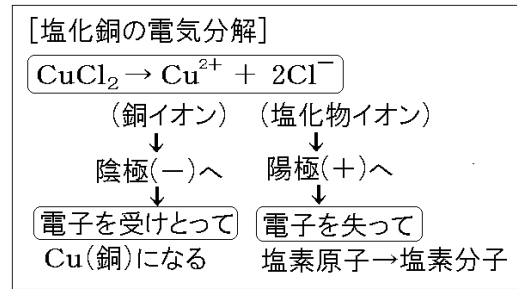 [塩化銅の電気分解]
CuCl₂→Cu²⁺ + 2Cl⁻
(銅イオン) (塩化物イオン)
↓ ↓
陰極(－)へ 陽極(＋)へ
↓ ↓
電子を受けとって 電子を失って
Cu(銅)になる 塩素原子→塩素分子